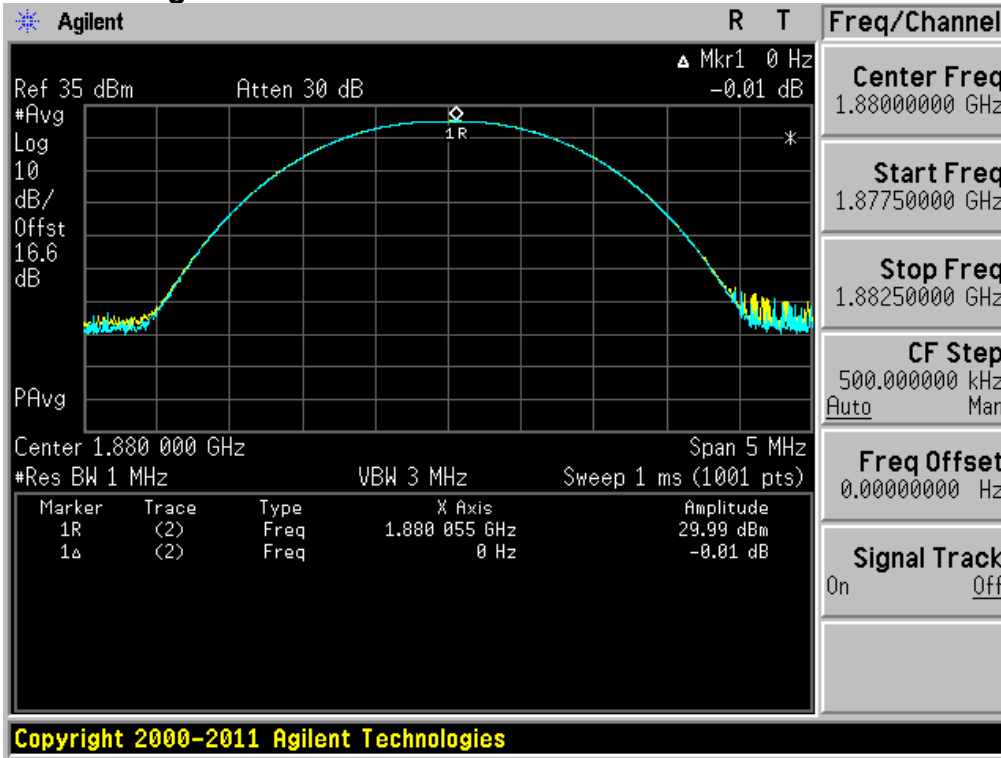 Agilent R T
Δ Mkr1 0 Hz
Ref 35 dBm Atten 30 dB -0.01 dB
#Avg
Log
10
dB/
Offst
16.6
dB
1R
*
PAvg
Center 1.880 000 GHz Span 5 MHz
#Res BW 1 MHz VBW 3 MHz Sweep 1 ms (1001 pts)
Marker Trace Type X Axis Amplitude
1R (2) Freq 1.880 055 GHz 29.99 dBm
1Δ (2) Freq 0 Hz -0.01 dB
Freq/Channel
Center Freq
1.88000000 GHz
Start Freq
1.87750000 GHz
Stop Freq
1.88250000 GHz
CF Step
500.000000 kHz
Auto Man
Freq Offset
0.00000000 Hz
Signal Track
On Off
Copyright 2000-2011 Agilent Technologies